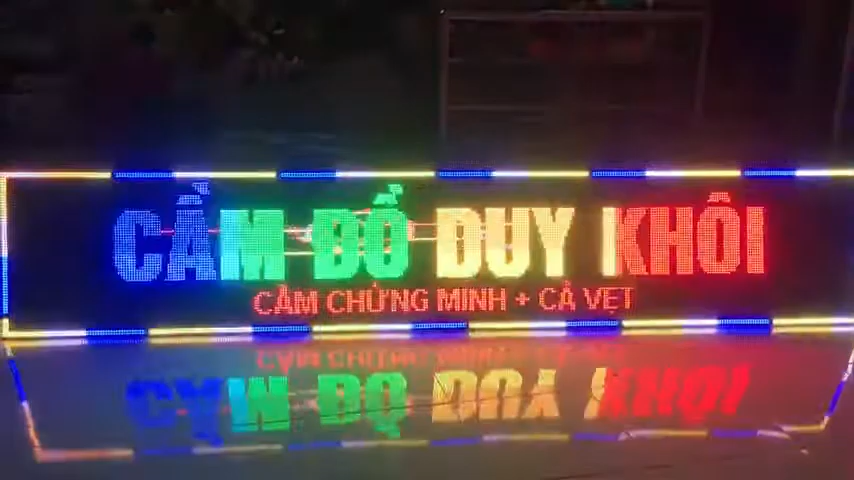 CẦM ĐỒ DUY KHÔI
CẦM CHỨNG MINH + CÀ VẸT